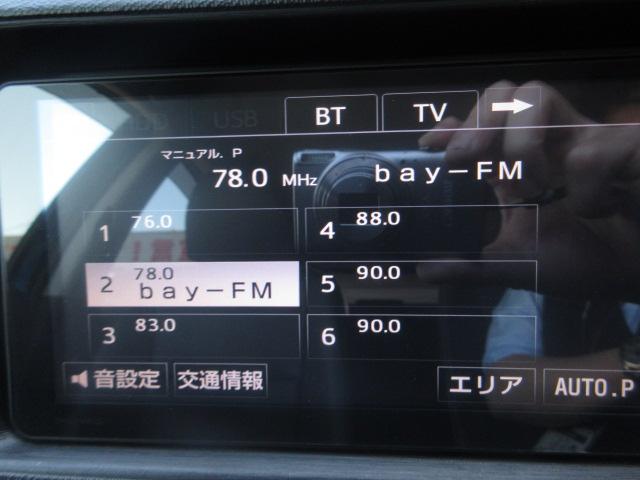 USB BT TV
マニュアル. P
78.0 MHz bay-FM
1 76.0
4 88.0
2 78.0 bay-FM
5 90.0
3 83.0
6 90.0
音設定 交通情報 エリア AUTO.P